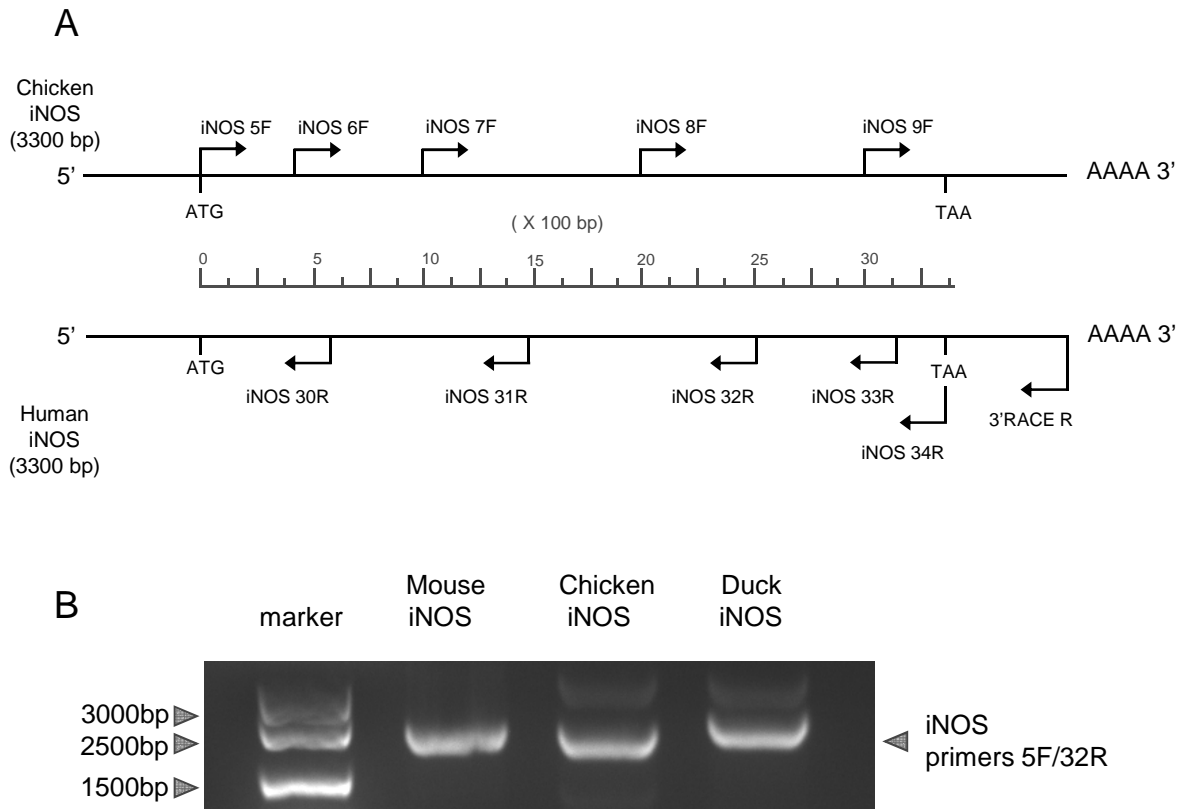 A
Chicken
iNOS
(3300 bp)
iNOS 5F
iNOS 6F
iNOS 7F
iNOS 8F
iNOS 9F
5’
AAAA 3’
ATG
TAA
( X 100 bp)
0
5
10
15
20
25
30
5’
AAAA 3’
ATG
TAA
iNOS 30R
iNOS 31R
iNOS 32R
iNOS 33R
3’RACE R
iNOS 34R
Human
iNOS
(3300 bp)
B
marker
Mouse
iNOS
Chicken
iNOS
Duck
iNOS
3000bp
2500bp
1500bp
iNOS
primers 5F/32R